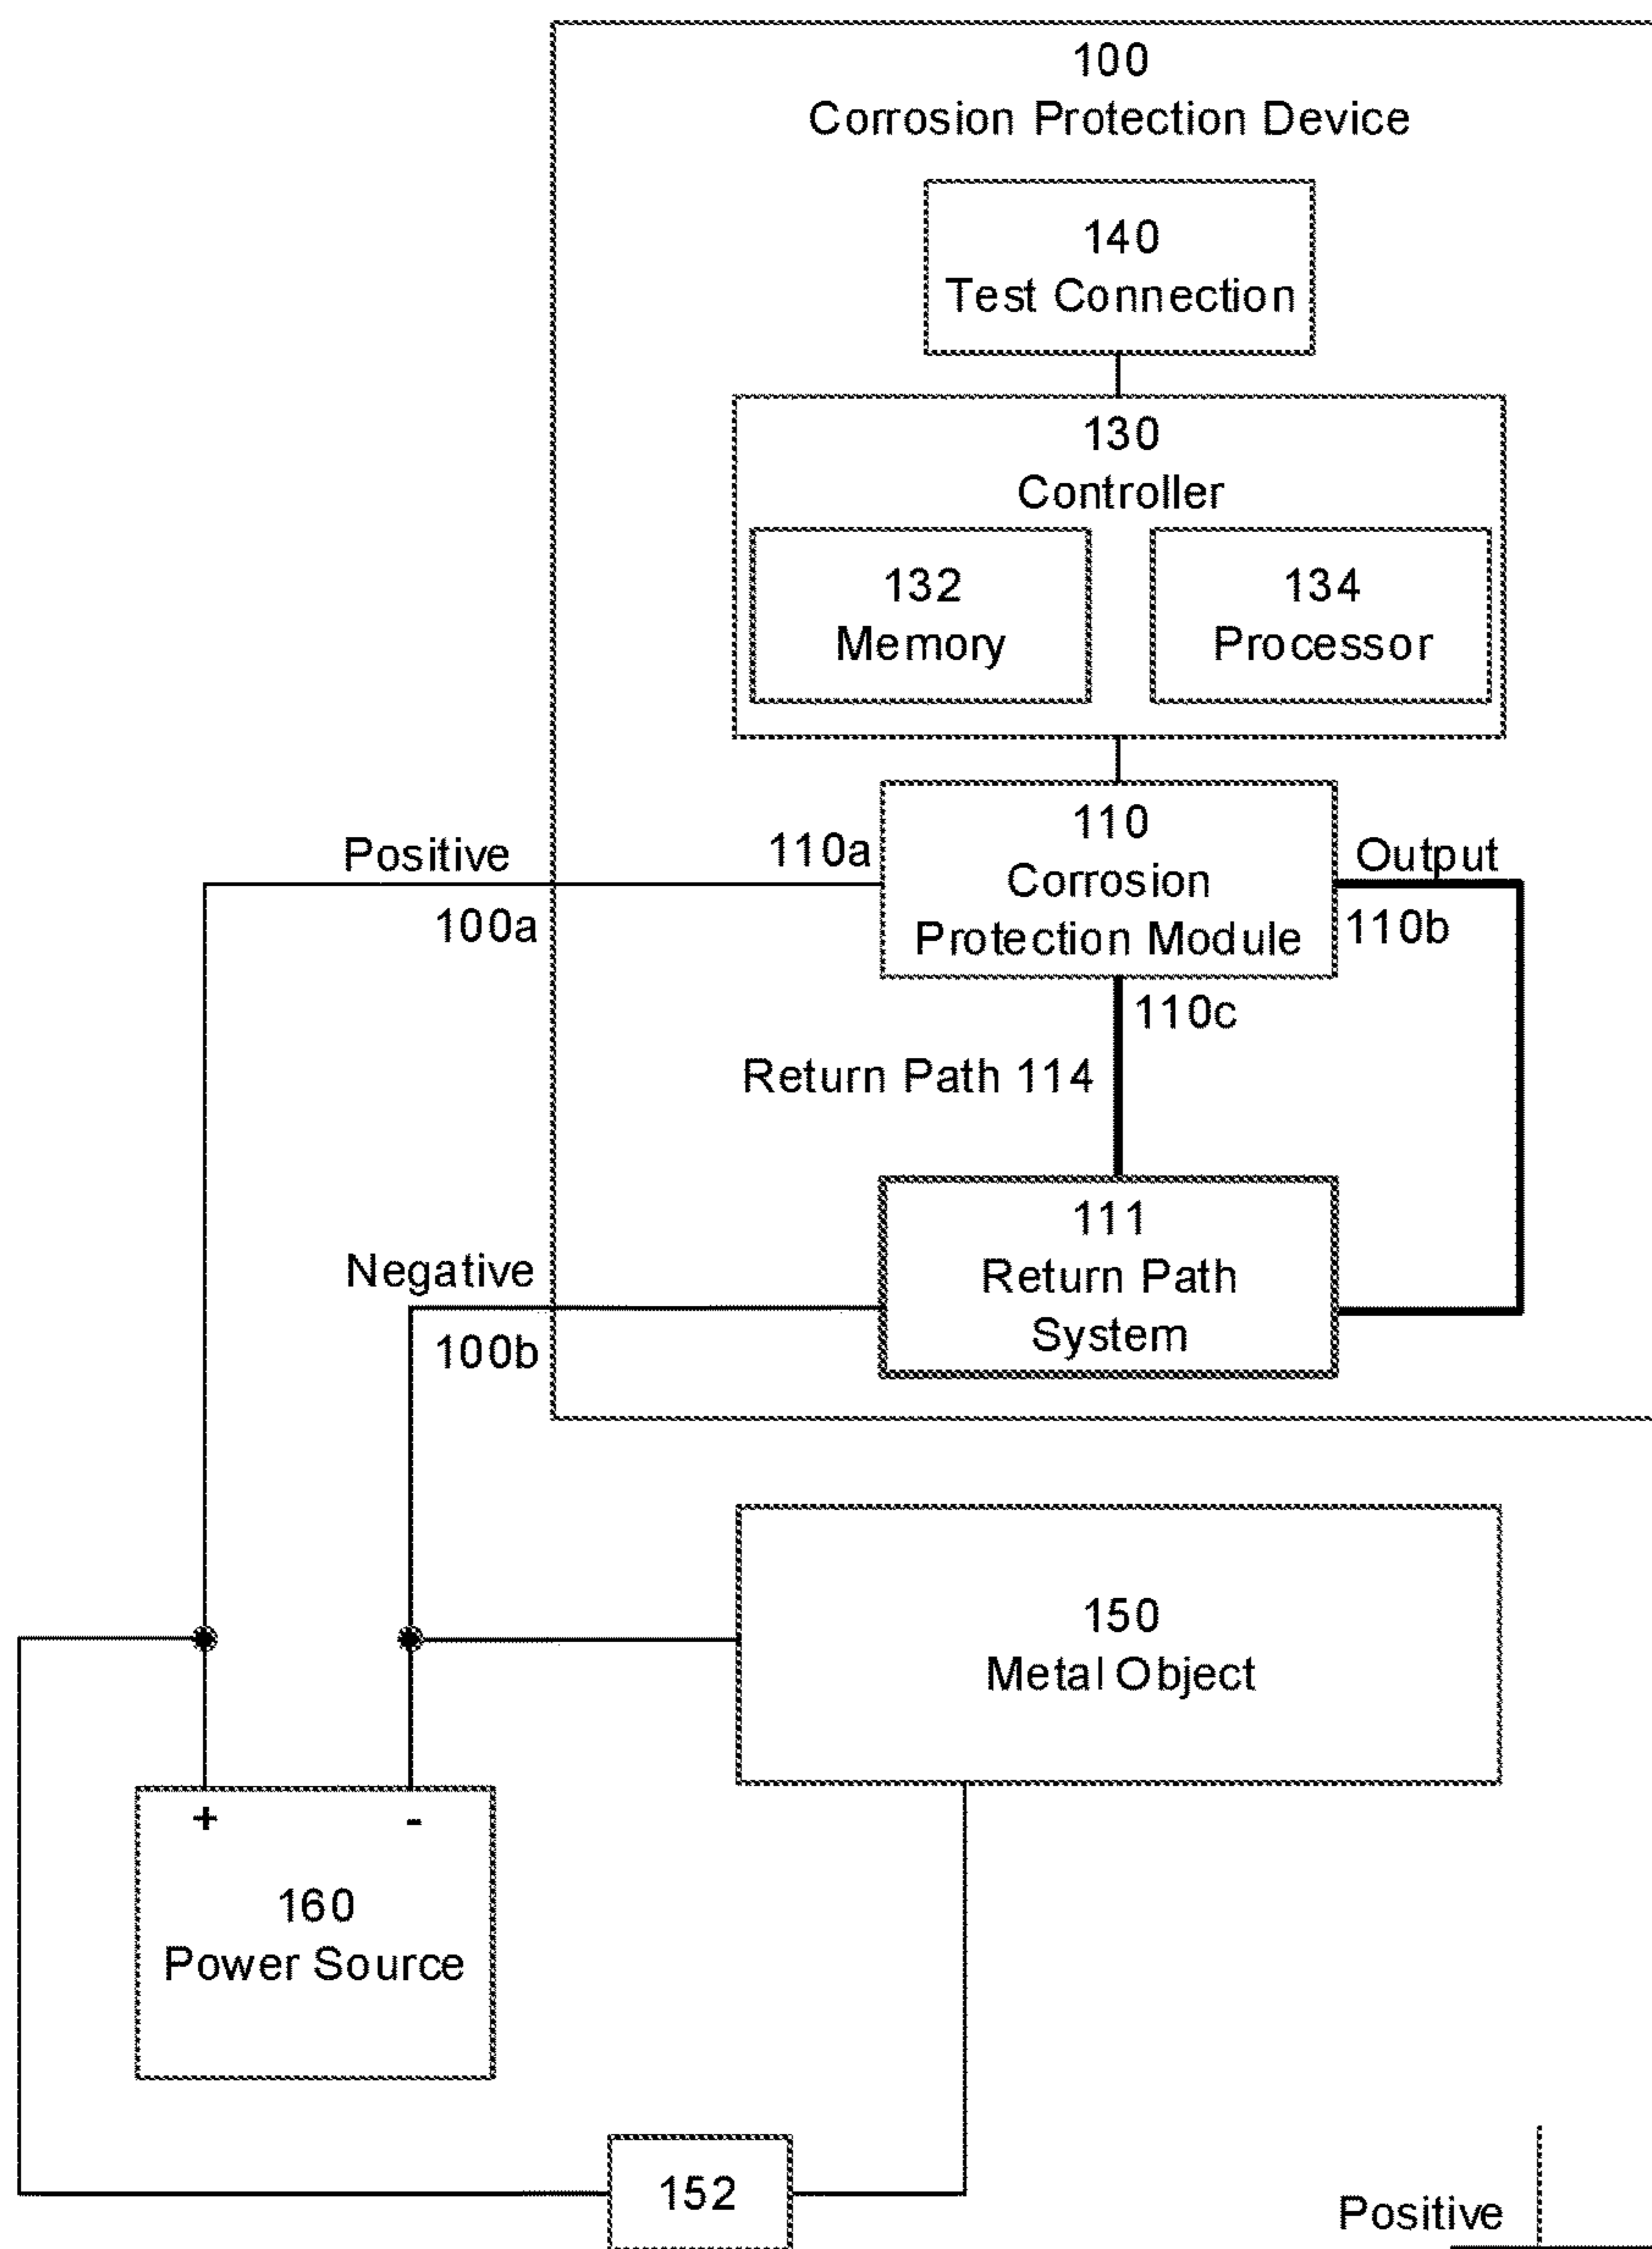 100
Corrosion Protection Device
140
Test Connection
130
Controller
132
Memory
134
Processor
110
Corrosion
Protection Module
Positive
110a
Output
100a
110b
110c
Return Path 114
111
Return Path
System
Negative
100b
150
Metal Object
+
-
160
Power Source
152
Positive